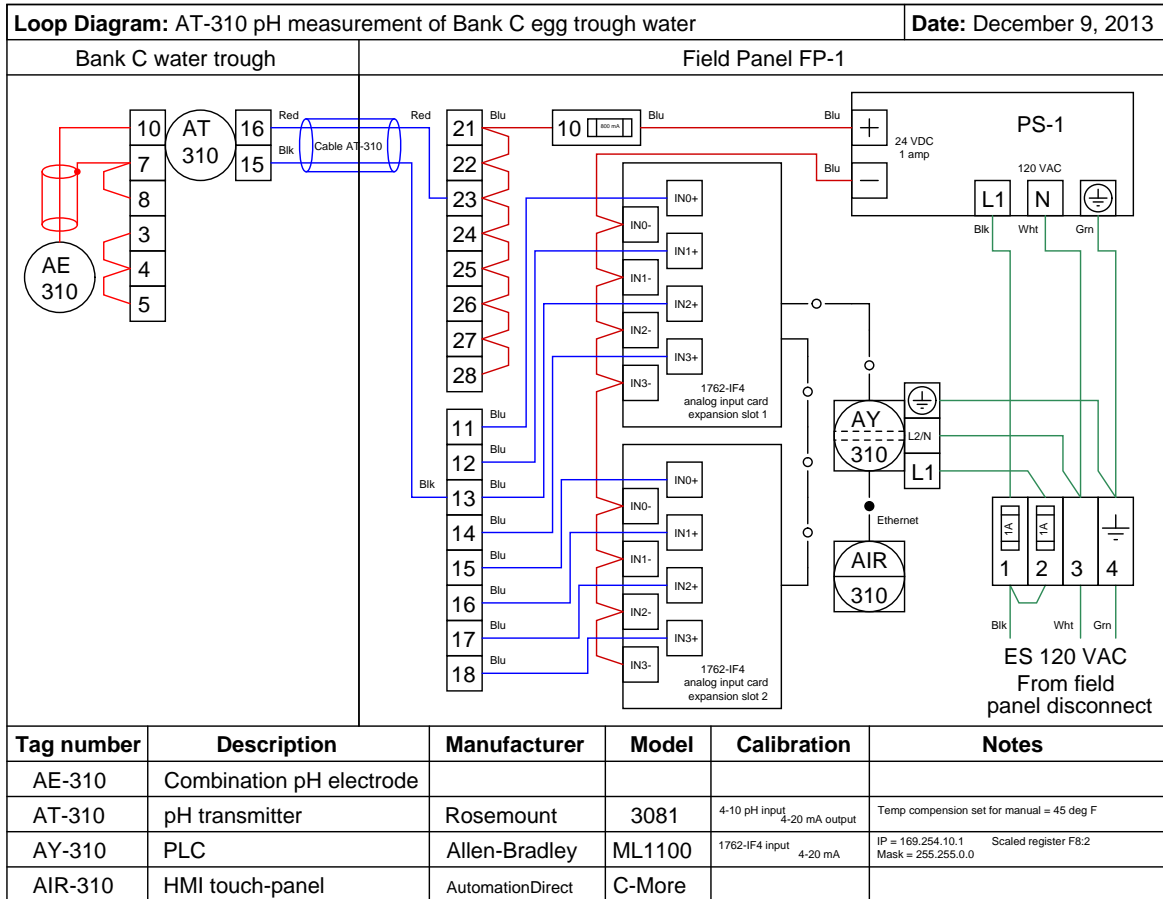 Loop Diagram: AT-310 pH measurement of Bank C egg trough water
Date: December 9, 2013
Bank C water trough
Field Panel FP-1
10
7
8
3
4
5
AT
310
16
15
AE
310
Red
Blk
Cable AT-310
Red
Blk
21
22
23
24
25
26
27
28
11
12
13
14
15
16
17
18
Blu
Blu
Blu
Blu
Blu
Blu
Blu
Blu
Blu
10
800 mA
Blu
Blu
Blu
+
−
24 VDC
1 amp
PS-1
120 VAC
L1
N
Blk
Wht
Grn
IN0+
IN0-
IN1+
IN1-
IN2+
IN2-
IN3+
IN3-
1762-IF4
analog input card
expansion slot 1
IN0+
IN0-
IN1+
IN1-
IN2+
IN2-
IN3+
IN3-
1762-IF4
analog input card
expansion slot 2
AY
310
L2/N
L1
Ethernet
AIR
310
1A
1A
1
2
3
4
Blk
Wht
Grn
ES 120 VAC
From field
panel disconnect
Tag number Description Manufacturer Model Calibration Notes
AE-310 Combination pH electrode
AT-310 pH transmitter Rosemount 3081 4-10 pH input 4-20 mA output Temp compension set for manual = 45 deg F
AY-310 PLC Allen-Bradley ML1100 1762-IF4 input 4-20 mA IP = 169.254.10.1 Scaled register F8:2
Mask = 255.255.0.0
AIR-310 HMI touch-panel AutomationDirect C-More